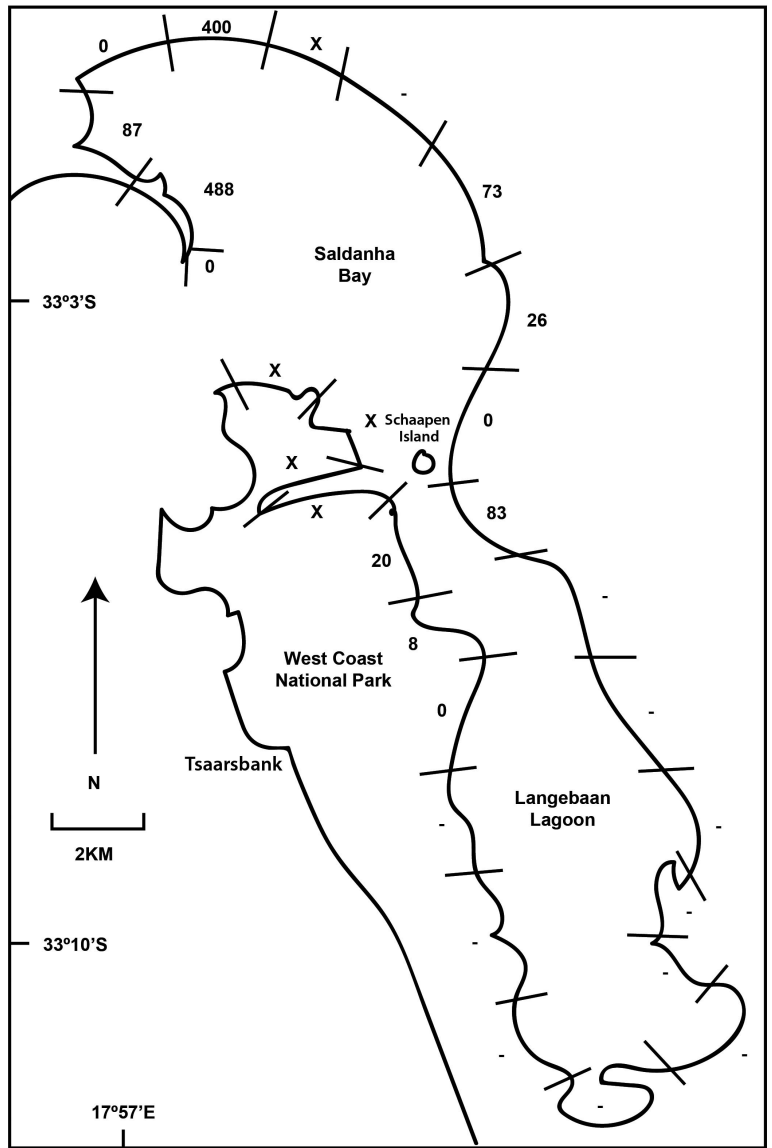 400
0
X
-
87
73
488
0
Saldanha
Bay
33º3'S
26
X
X
Schaapen
Island
0
X
X
83
20
-
8
West Coast
National Park
0
-
Tsaarsbank
N
Langebaan
Lagoon
-
-
2KM
-
33º10'S
-
-
-
-
-
17º57'E